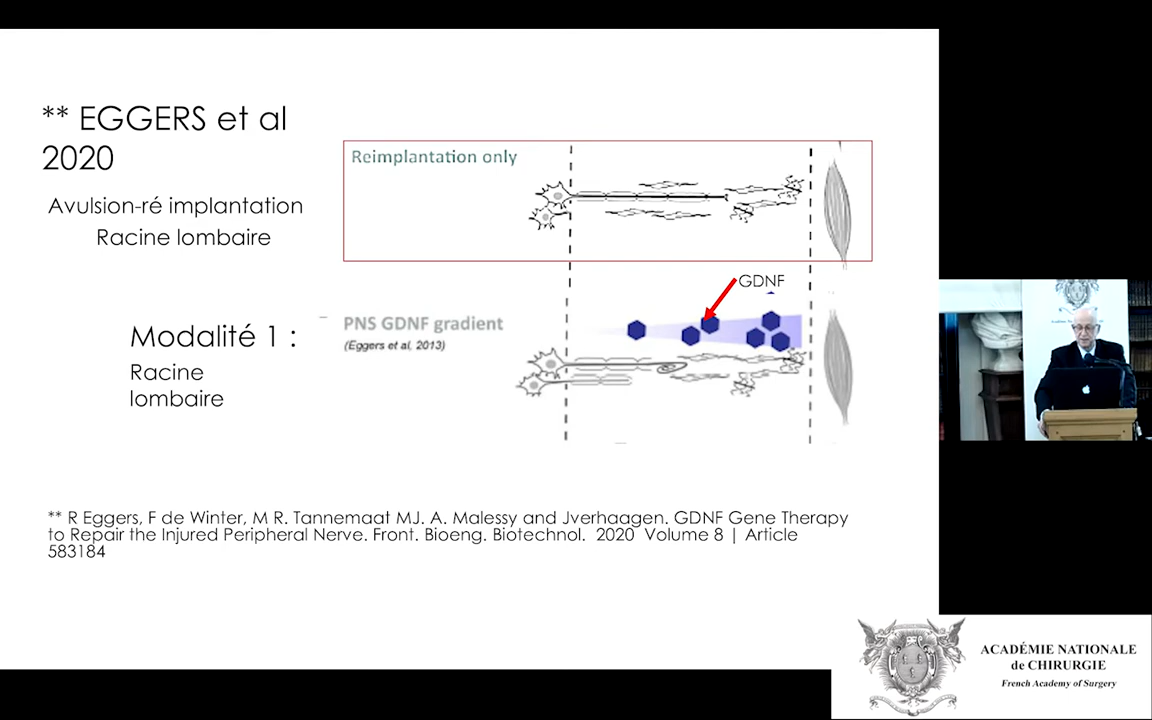 ** EGGERS et al
2020
Avulsion-ré implantation
Racine lombaire
Reimplantation only
GDNF
Modalité 1 :
Racine
lombaire
PNS GDNF gradient
(Eggers et al, 2013)
** R Eggers, F de Winter, M R. Tannemaat MJ. A. Malessy and Jverhaagen. GDNF Gene Therapy
to Repair the Injured Peripheral Nerve. Front. Bioeng. Biotechnol. 2020 Volume 8 | Article
583184
ACADÉMIE NATIONALE
de CHIRURGIE
French Academy of Surgery